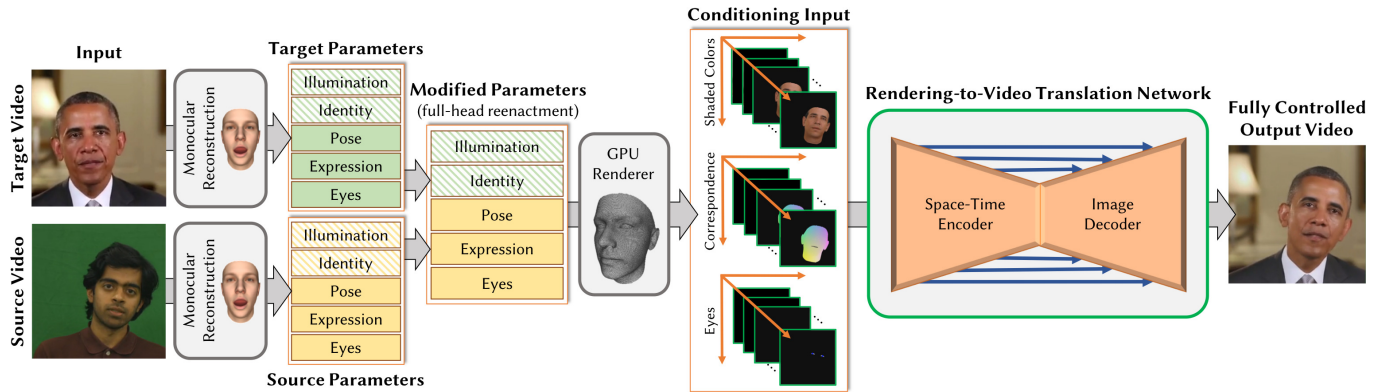 Input
Target Video
Source Video
Monocular
Reconstruction
Monocular
Reconstruction
Target Parameters
Illumination
Identity
Pose
Expression
Eyes
Illumination
Identity
Pose
Expression
Eyes
Source Parameters
Modified Parameters
(full-head reenactment)
Illumination
Identity
Pose
Expression
Eyes
GPU
Renderer
Conditioning Input
Shaded Colors
Correspondence
Eyes
Rendering-to-Video Translation Network
Space-Time
Encoder
Image
Decoder
Fully Controlled
Output Video